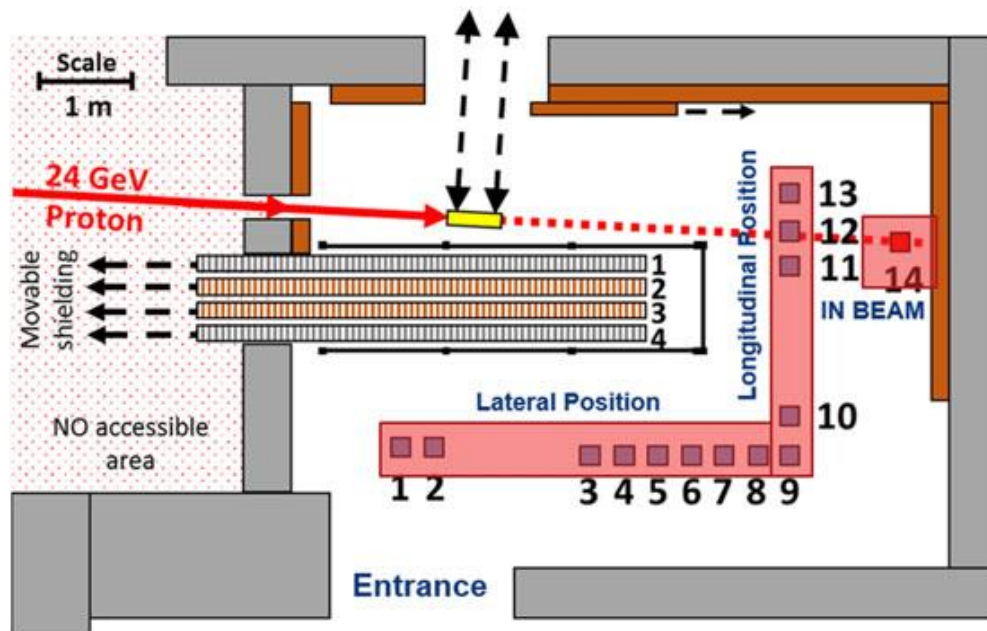 Scale
1 m
24 GeV
Proton
Movable
shielding
1
2
3
4
NO accessible
area
Lateral Position
Longitudinal Position
13
12
11
14
IN BEAM
10
1 2 3 4 5 6 7 8 9
Entrance